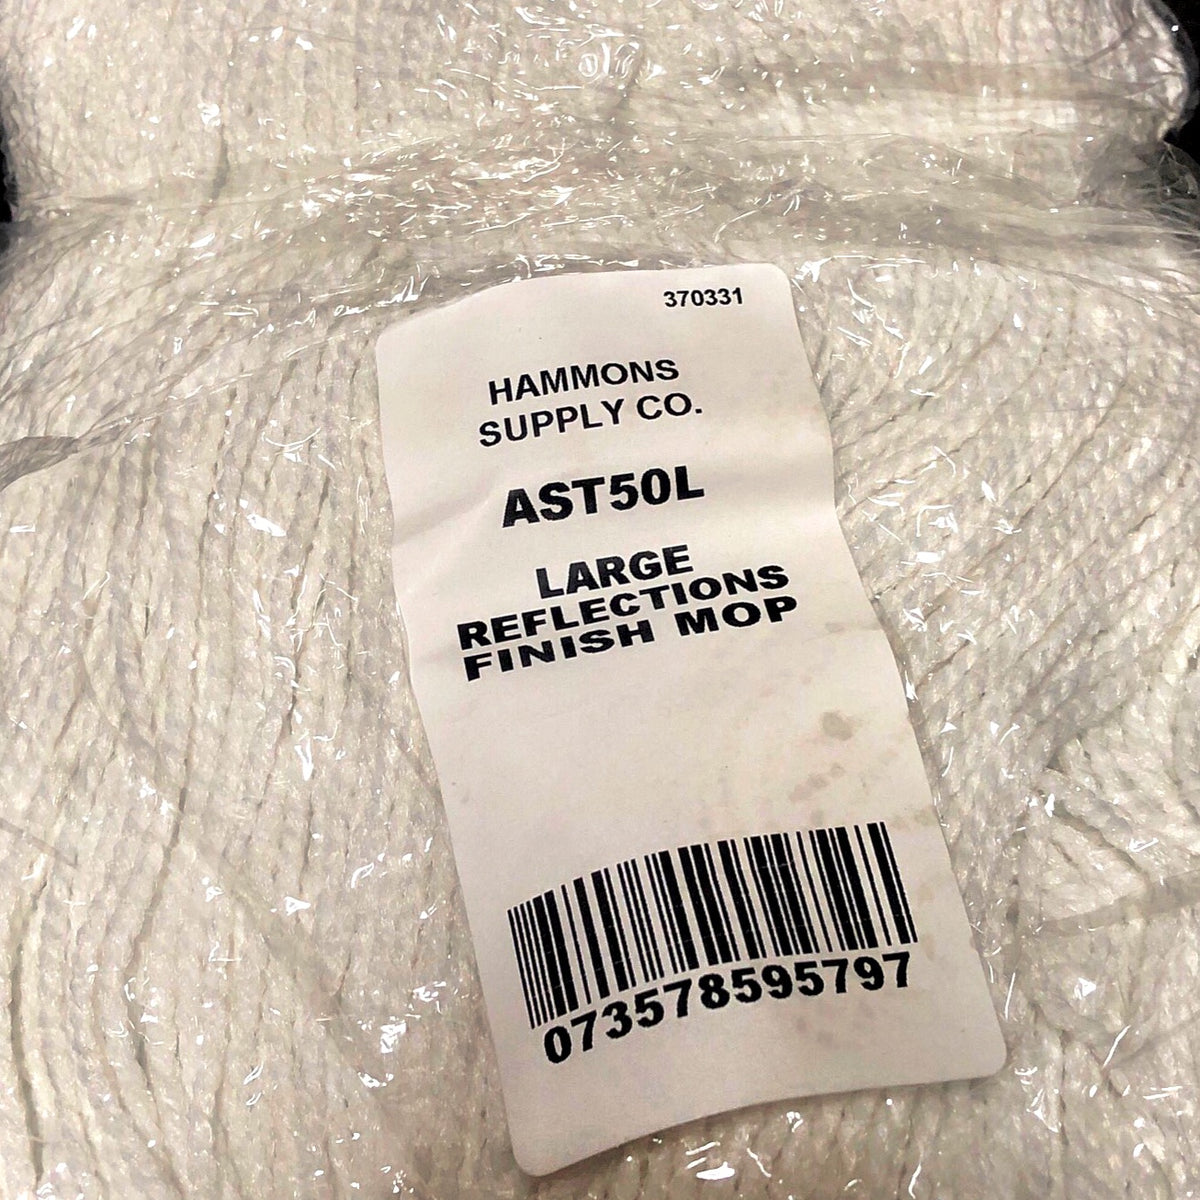 370331
HAMMONS
SUPPLY CO.
AST50L
LARGE
REFLECTIONS
FINISH MOP
073578595797